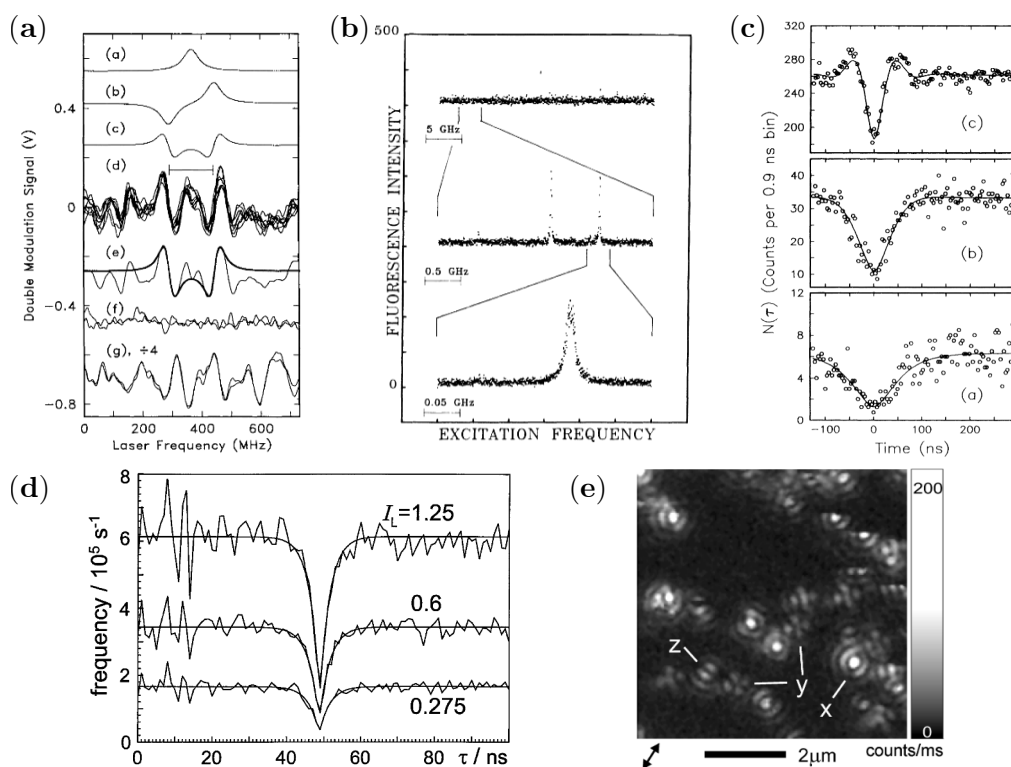 (a)
(a)
(b)
(c)
(d)
(e)
(f)
(g), ÷4
0.4
0
−0.4
−0.8
Double Modulation Signal (V)
0 200 400 600
Laser Frequency (MHz)
(b)
500
0
FLUORESCENCE INTENSITY
5 GHz
0.5 GHz
0.05 GHz
EXCITATION FREQUENCY
(c)
320
280
240
200
160
(c)
40
30
20
10
0
(b)
12
8
4
0
(a)
N(τ) (Counts per 0.9 ns bin)
−100 0 100 200
Time (ns)
(d)
8
6
4
2
0
frequency / 10⁵ s⁻¹
I_L=1.25
0.6
0.275
0 20 40 60 80
τ / ns
(e)
200
0
z
y
x
2μm
counts/ms